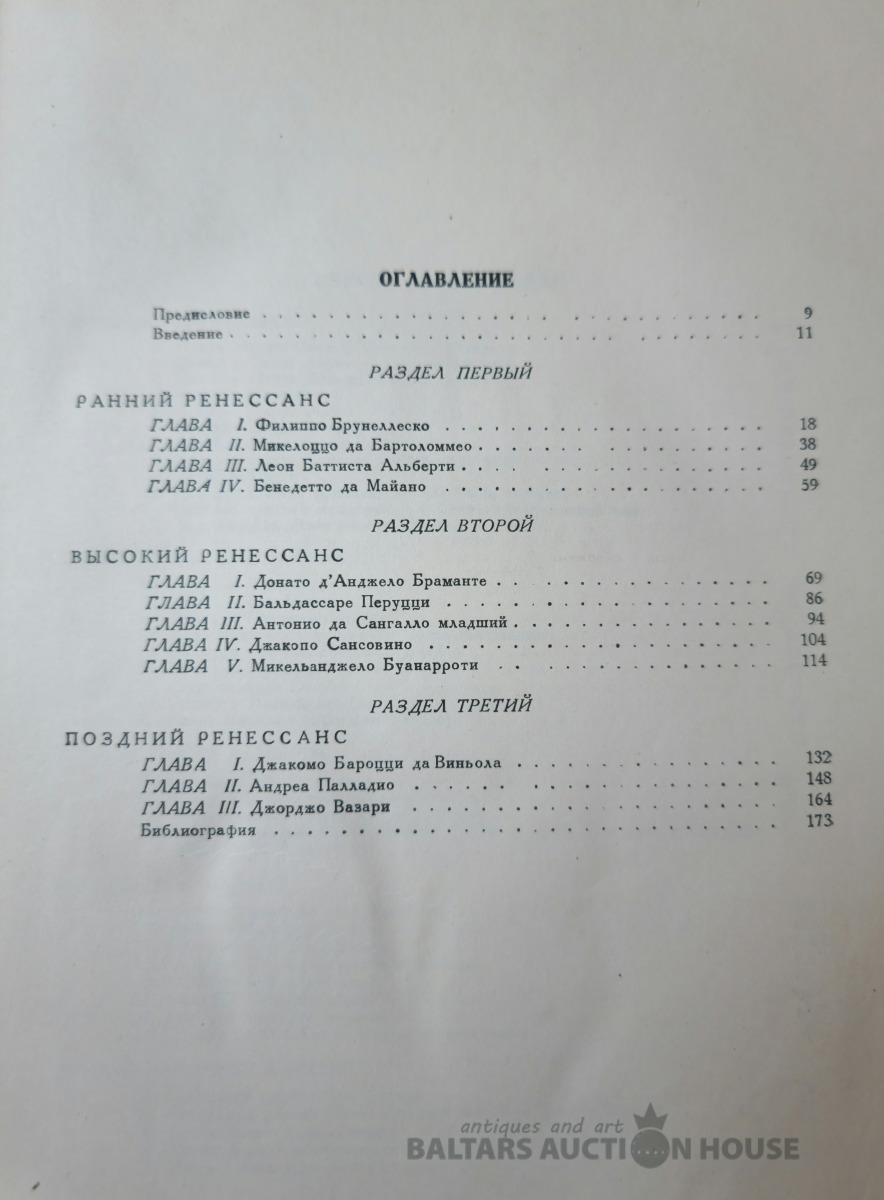 ОГЛАВЛЕНИЕ
Предисловие . . . . . . . . . . . . . . . . . . . . 9
Введение . . . . . . . . . . . . . . . . . . . . 11
РАЗДЕЛ ПЕРВЫЙ
РАННИЙ РЕНЕССАНС
ГЛАВА I. Филиппо Брунеллеско . . . . . . . . . . . . . . . . 18
ГЛАВА II. Микелоццо да Бартоломмео . . . . . . . . . . . . . . 38
ГЛАВА III. Леон Баттиста Альберти . . . . . . . . . . . . . . 49
ГЛАВА IV. Бенедетто да Майано . . . . . . . . . . . . . . . . 59
РАЗДЕЛ ВТОРОЙ
ВЫСОКИЙ РЕНЕССАНС
ГЛАВА I. Донато д'Анджело Браманте . . . . . . . . . . . . . 69
ГЛАВА II. Бальдассаре Перуцци . . . . . . . . . . . . . . . . 86
ГЛАВА III. Антонио да Сангалло младший . . . . . . . . . . . . . 94
ГЛАВА IV. Джакопо Сансовино . . . . . . . . . . . . . . . . 104
ГЛАВА V. Микельанджело Буанарроти . . . . . . . . . . . . . 114
РАЗДЕЛ ТРЕТИЙ
ПОЗДНИЙ РЕНЕССАНС
ГЛАВА I. Джакомо Бароцци да Виньола . . . . . . . . . . . . . 132
ГЛАВА II. Андреа Палладио . . . . . . . . . . . . . . . . 148
ГЛАВА III. Джорджо Вазари . . . . . . . . . . . . . . . . 164
Библиография . . . . . . . . . . . . . . . . . . . . 173
antiques and art
BALTARS AUCTION HOUSE